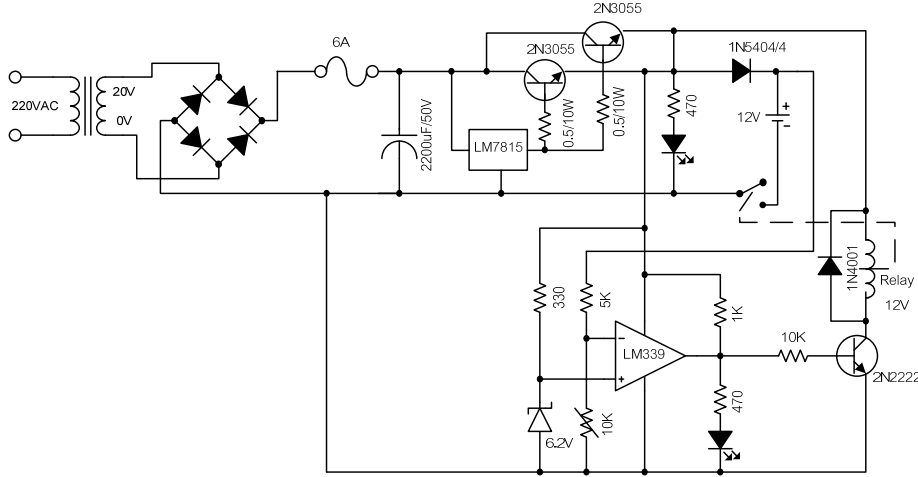 2N3055
6A
2N3055
1N5404/4
220VAC
20V
0V
2200uF/50V
LM7815
0.5/10W
0.5/10W
470
12V
+
−
1N4001
Relay
12V
330
5K
1K
−
LM339
+
10K
2N2222
6.2V
10K
470